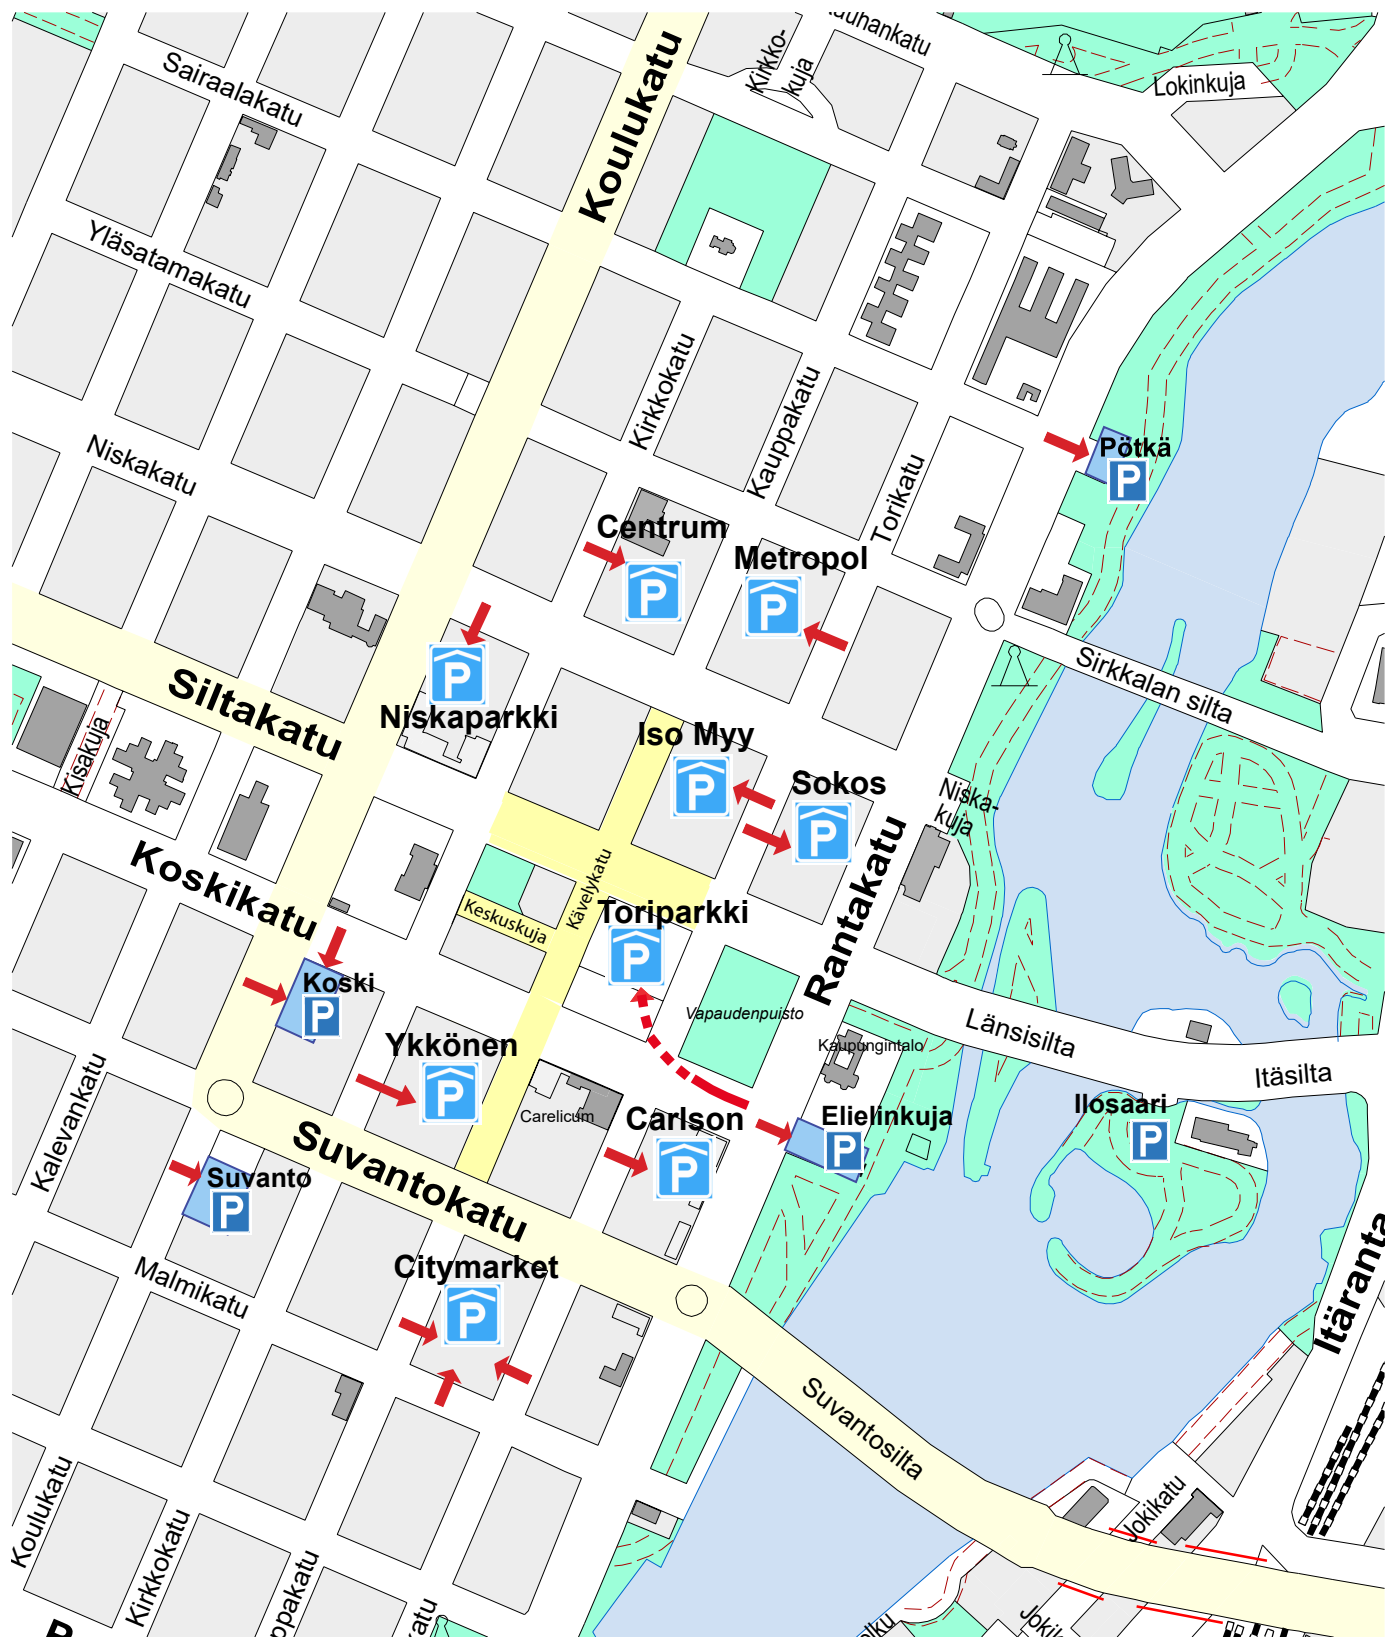 Koulukatu
Kirkko-
kuja
Lokinkuja
Sairaalakatu
Yläsatamakatu
Kirkkokatu
Kauppakatu
Torikatu
Niskakatu
Pötkä
P
Centrum
P
Metropol
P
Sirkkalan silta
Siltakatu
P
Niskaparkki
Kisakuja
Iso Myy
P
Sokos
P
Niska-
kuja
Rantakatu
Koskikatu
Kävelykatu
Keskuskuja
Toriparkki
P
Koski
P
Vapaudenpuisto
Länsisilta
Itäsilta
Kaupungintalo
Ykkönen
P
Kalevankatu
Carelicum
Carlson
P
Elielinkuja
P
Ilosaari
P
Suvantokatu
Suvanto
P
Itäranta
Malmikatu
Citymarket
P
Suvantosilta
Koulukatu
Kirkkokatu
Jokikatu